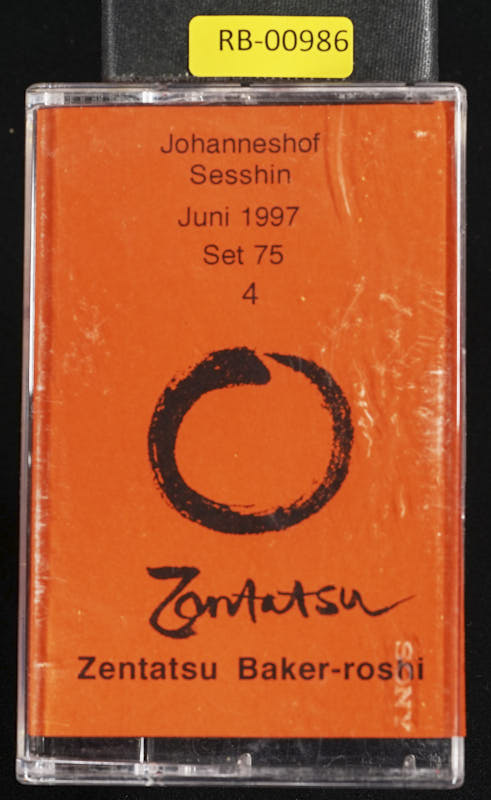 RB-00986
Johanneshof
Sesshin
Juni 1997
Set 75
4
Zentatsu
Zentatsu Baker-roshi
SONY